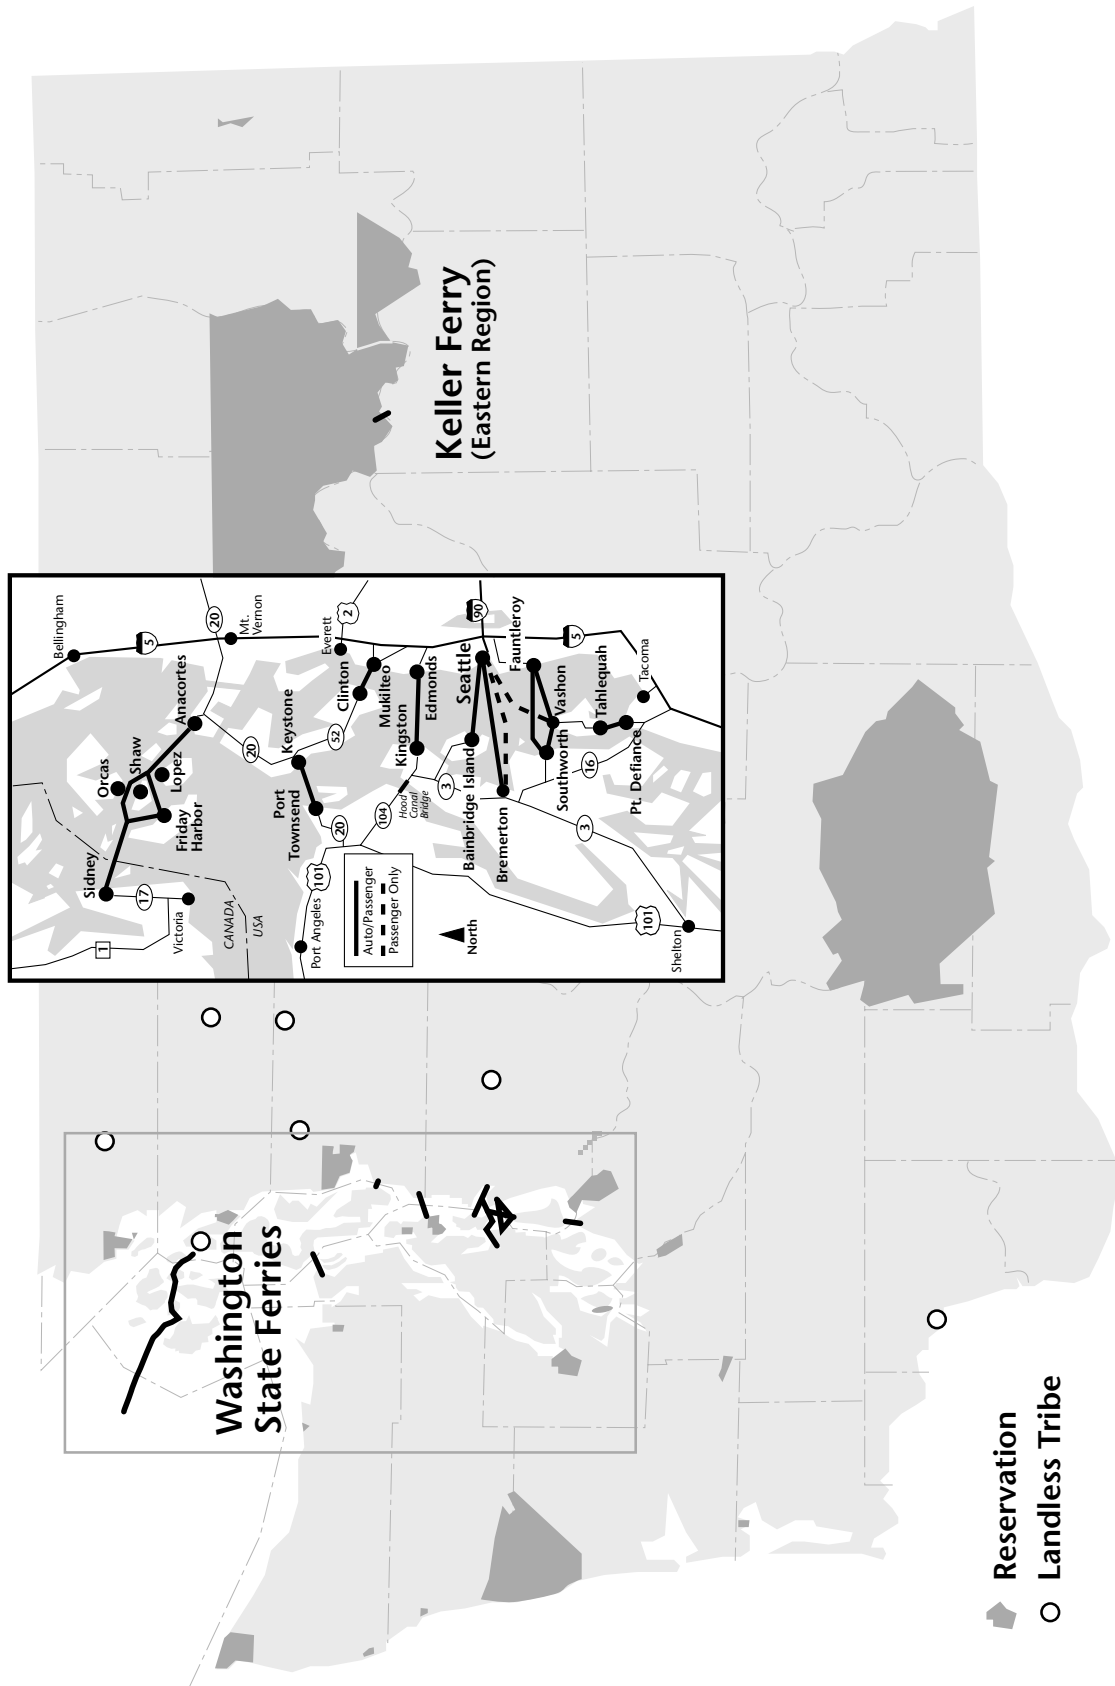 Washington
State Ferries
Keller Ferry
(Eastern Region)
Reservation
Landless Tribe
1
Victoria
17
Sidney
CANADA
USA
Friday
Harbor
Orcas
Shaw
Lopez
Anacortes
Bellingham
5
20
Mt.
Vernon
20
Keystone
Port
Townsend
20
52
Clinton
Mukilteo
Everett
2
Port Angeles
101
Auto/Passenger
Passenger Only
North
104
Hood
Canal
Bridge
Kingston
Edmonds
3
Bainbridge Island
Seattle
90
Bremerton
Fauntleroy
Southworth
Vashon
5
3
16
Tahlequah
Pt. Defiance
Tacoma
101
Shelton